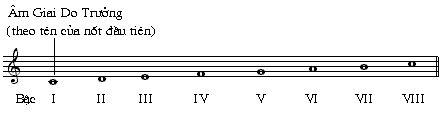 Âm Giai Do Trưởng
(theo tên của nốt đầu tiên)
Bậc I II III IV V VI VII VIII